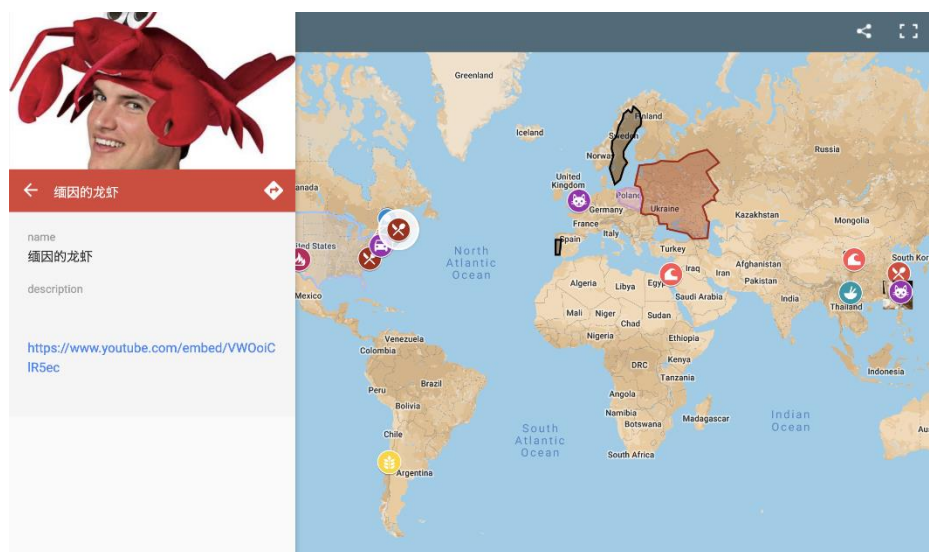 缅因的龙虾
name
缅因的龙虾
description
https://www.youtube.com/embed/VWOoiC
IR5ec
Greenland
Iceland
Finland
Sweden
Norway
Russia
United
Kingdom
Poland
Germany
Ukraine
France
Spain
Italy
Turkey
Kazakhstan
Mongolia
South Kor
anada
ited States
Mexico
North
Atlantic
Ocean
Algeria
Libya
Egyp
Iraq
Iran
Afghanistan
Pakistan
Saudi Arabia
India
Thailand
Mali
Niger
Chad
Sudan
Nigeria
Ethiopia
Venezuela
Colombia
DRC
Kenya
Tanzania
Indonesia
Peru
Brazil
Bolivia
Angola
Namibia
Botswana
Madagascar
Chile
South
Atlantic
Ocean
Indian
Ocean
Au
South Africa
Argentina